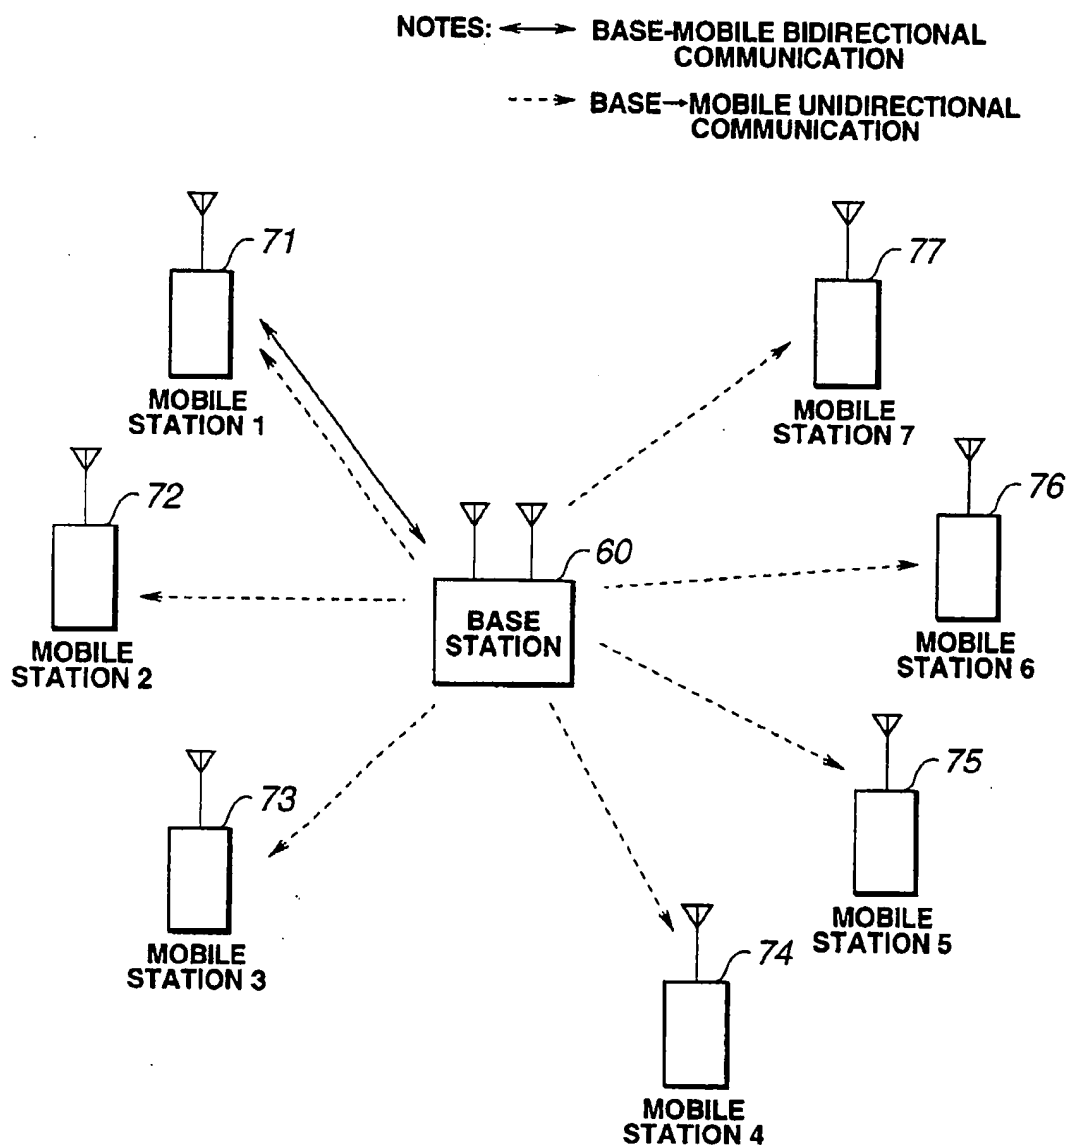 NOTES: ←→ BASE-MOBILE BIDIRECTIONAL
COMMUNICATION
--→ BASE→MOBILE UNIDIRECTIONAL
COMMUNICATION
71
MOBILE
STATION 1
77
MOBILE
STATION 7
72
MOBILE
STATION 2
76
MOBILE
STATION 6
60
BASE
STATION
73
MOBILE
STATION 3
75
MOBILE
STATION 5
74
MOBILE
STATION 4